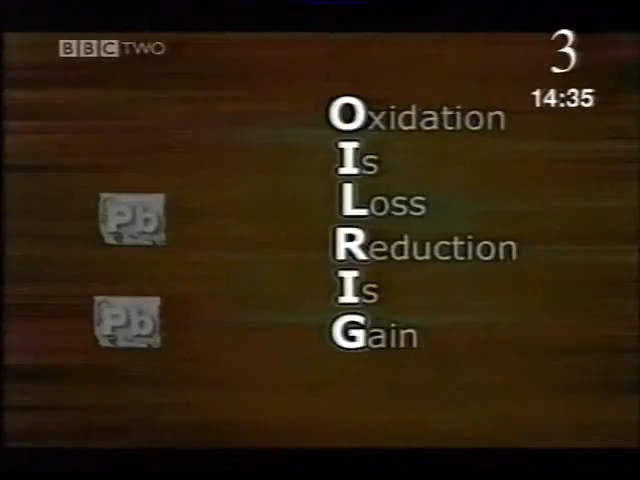 BBC TWO
3
14:35
Oxidation
Is
Loss
Reduction
Is
Gain
Pb
Pb